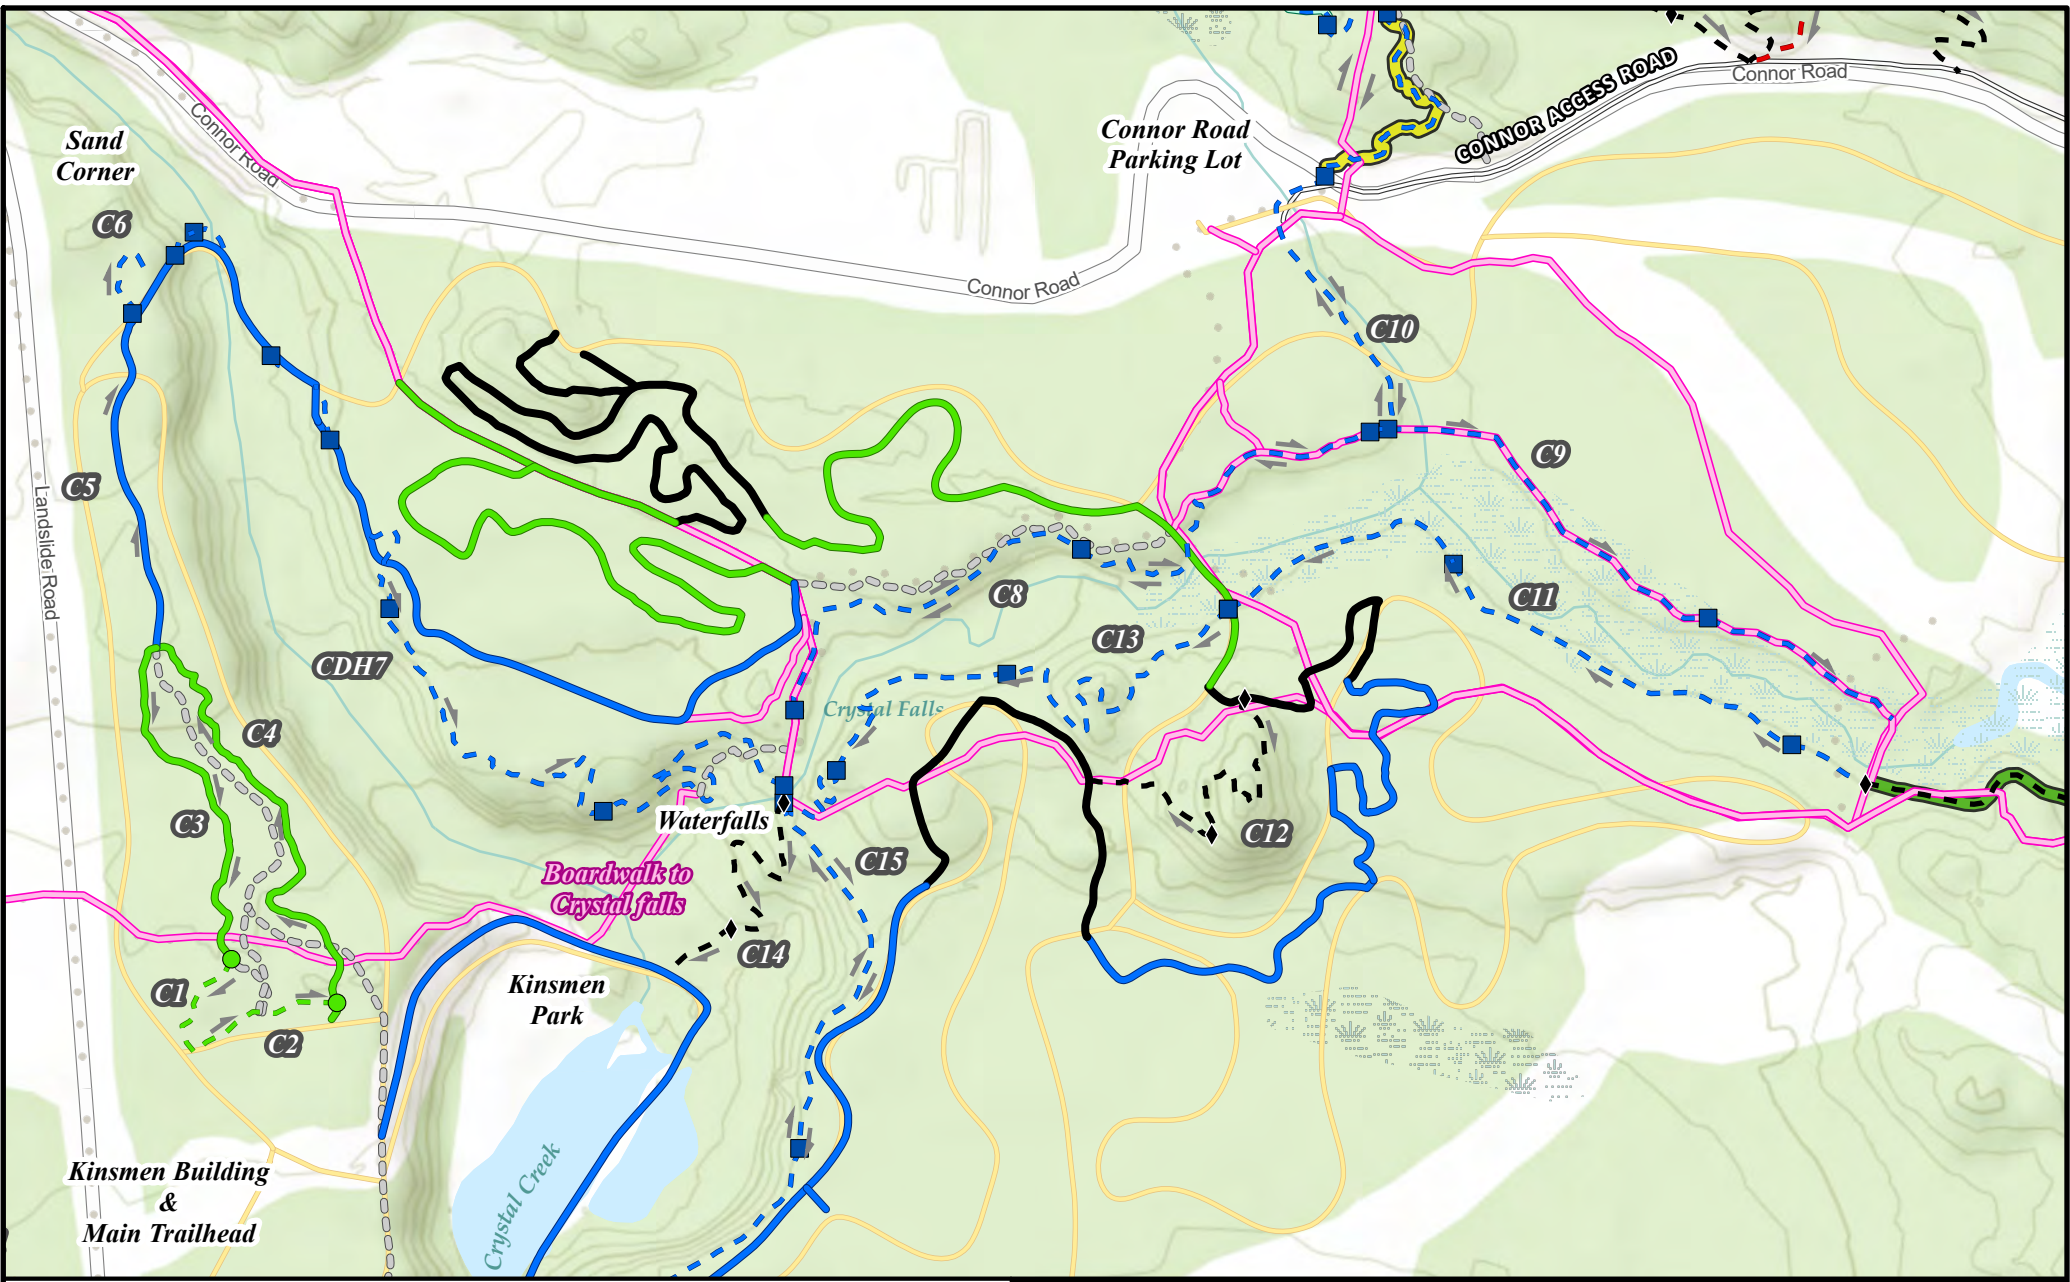 CONNOR ACCESS ROAD
Connor Road
Connor Road
Parking Lot
Connor Road
Sand
Corner
C6
Connor Road
C10
C9
C5
Landslide Road
C8
C11
C13
CDH7
Crystal Falls
C4
C3
Waterfalls
C12
C15
Boardwalk to
Crystal falls
C14
C1
Kinsmen
Park
C2
Crystal Creek
Kinsmen Building
&
Main Trailhead